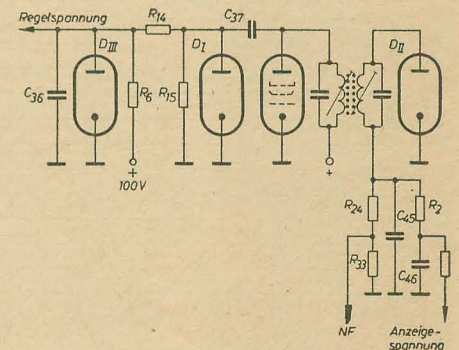 Regelspannung
R14
C37
DIII
DI
DII
C36
R6
R15
+
100V
+
R24
C45
R2
R33
C46
NF
Anzeige-
spannung